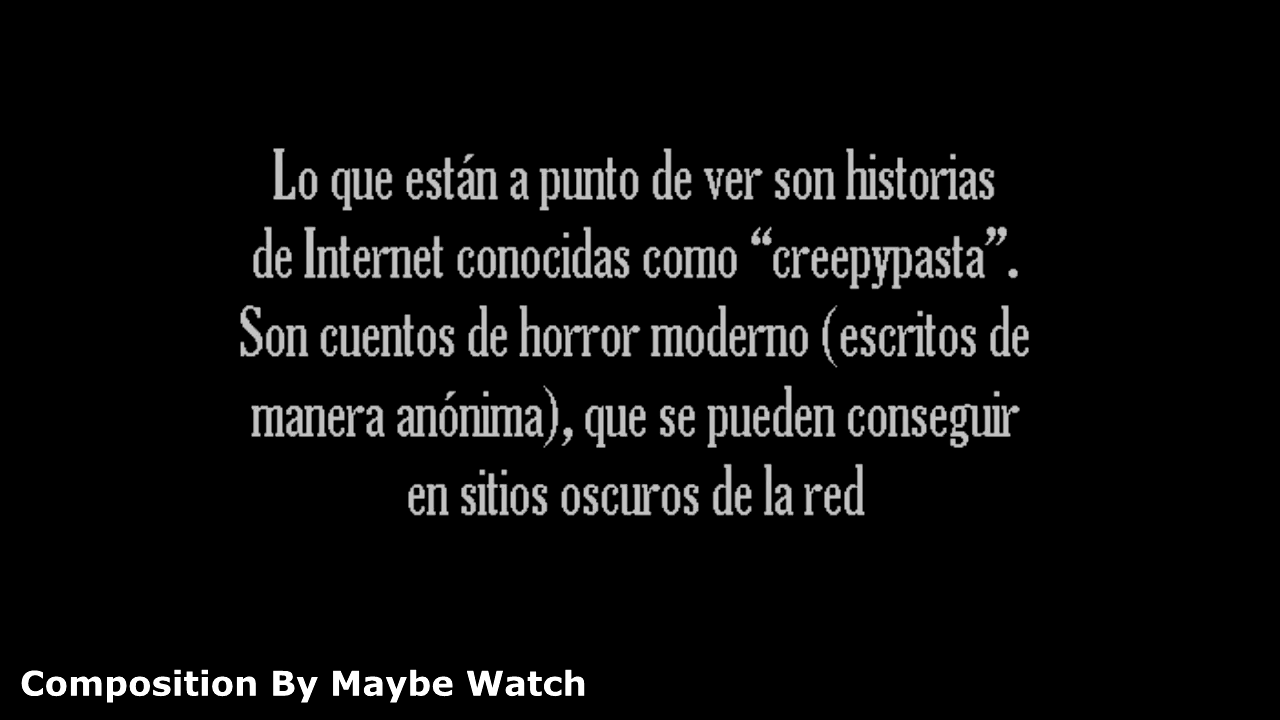 Lo que están a punto de ver son historias
de Internet conocidas como “creepypasta”.
Son cuentos de horror moderno (escritos de
manera anónima), que se pueden conseguir
en sitios oscuros de la red
Composition By Maybe Watch